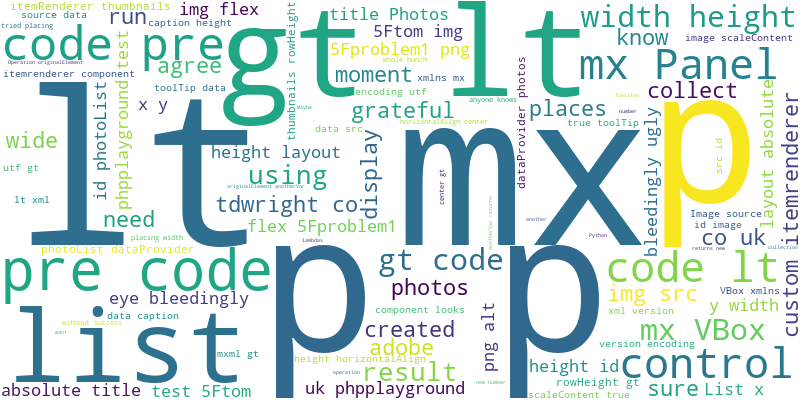 itemRenderer thumbnails
source data
run
img flex
caption height
tried placing
Operation originalElement
code pre
gt
lt
title Photos
width height
5Ftom img
5Fproblem1 png
whole bunch
know
image scaleContent
agree
moment
xmlns mx
mx Panel
itemrenderer component
toolTip data
encoding utf
anyone knows
function
collect
number
id photoList
x y
phpplayground test
thumbnails rowHeight
grateful
places
true toolTip
dataProvider photos
bleedingly ugly
src id
layout absolute
custom itemrenderer
horizontalAlign center
data src
Maybe
wide
lt
mx
p
utf gt
height layout
display
using
center gt
another
need
originalElement anotherVar
lt xml
tdwright co
anotherVar returns
Image source
id image
flex 5Fproblem1
placing width
Python
co uk
photoList dataProvider
Lambdas
returns new
collection
pre code
p
p
gt code
code lt
eye bleedingly
photos
img src
VBox xmlns
component looks
y width
data caption
list
created
png alt
xml version
without success
want
adobe
mx VBox
version encoding
height horizontalAlign
result
control
height id
absolute title
test 5Ftom
uk phpplayground
operation
new number
rowHeight gt
sure
List x
scaleContent true